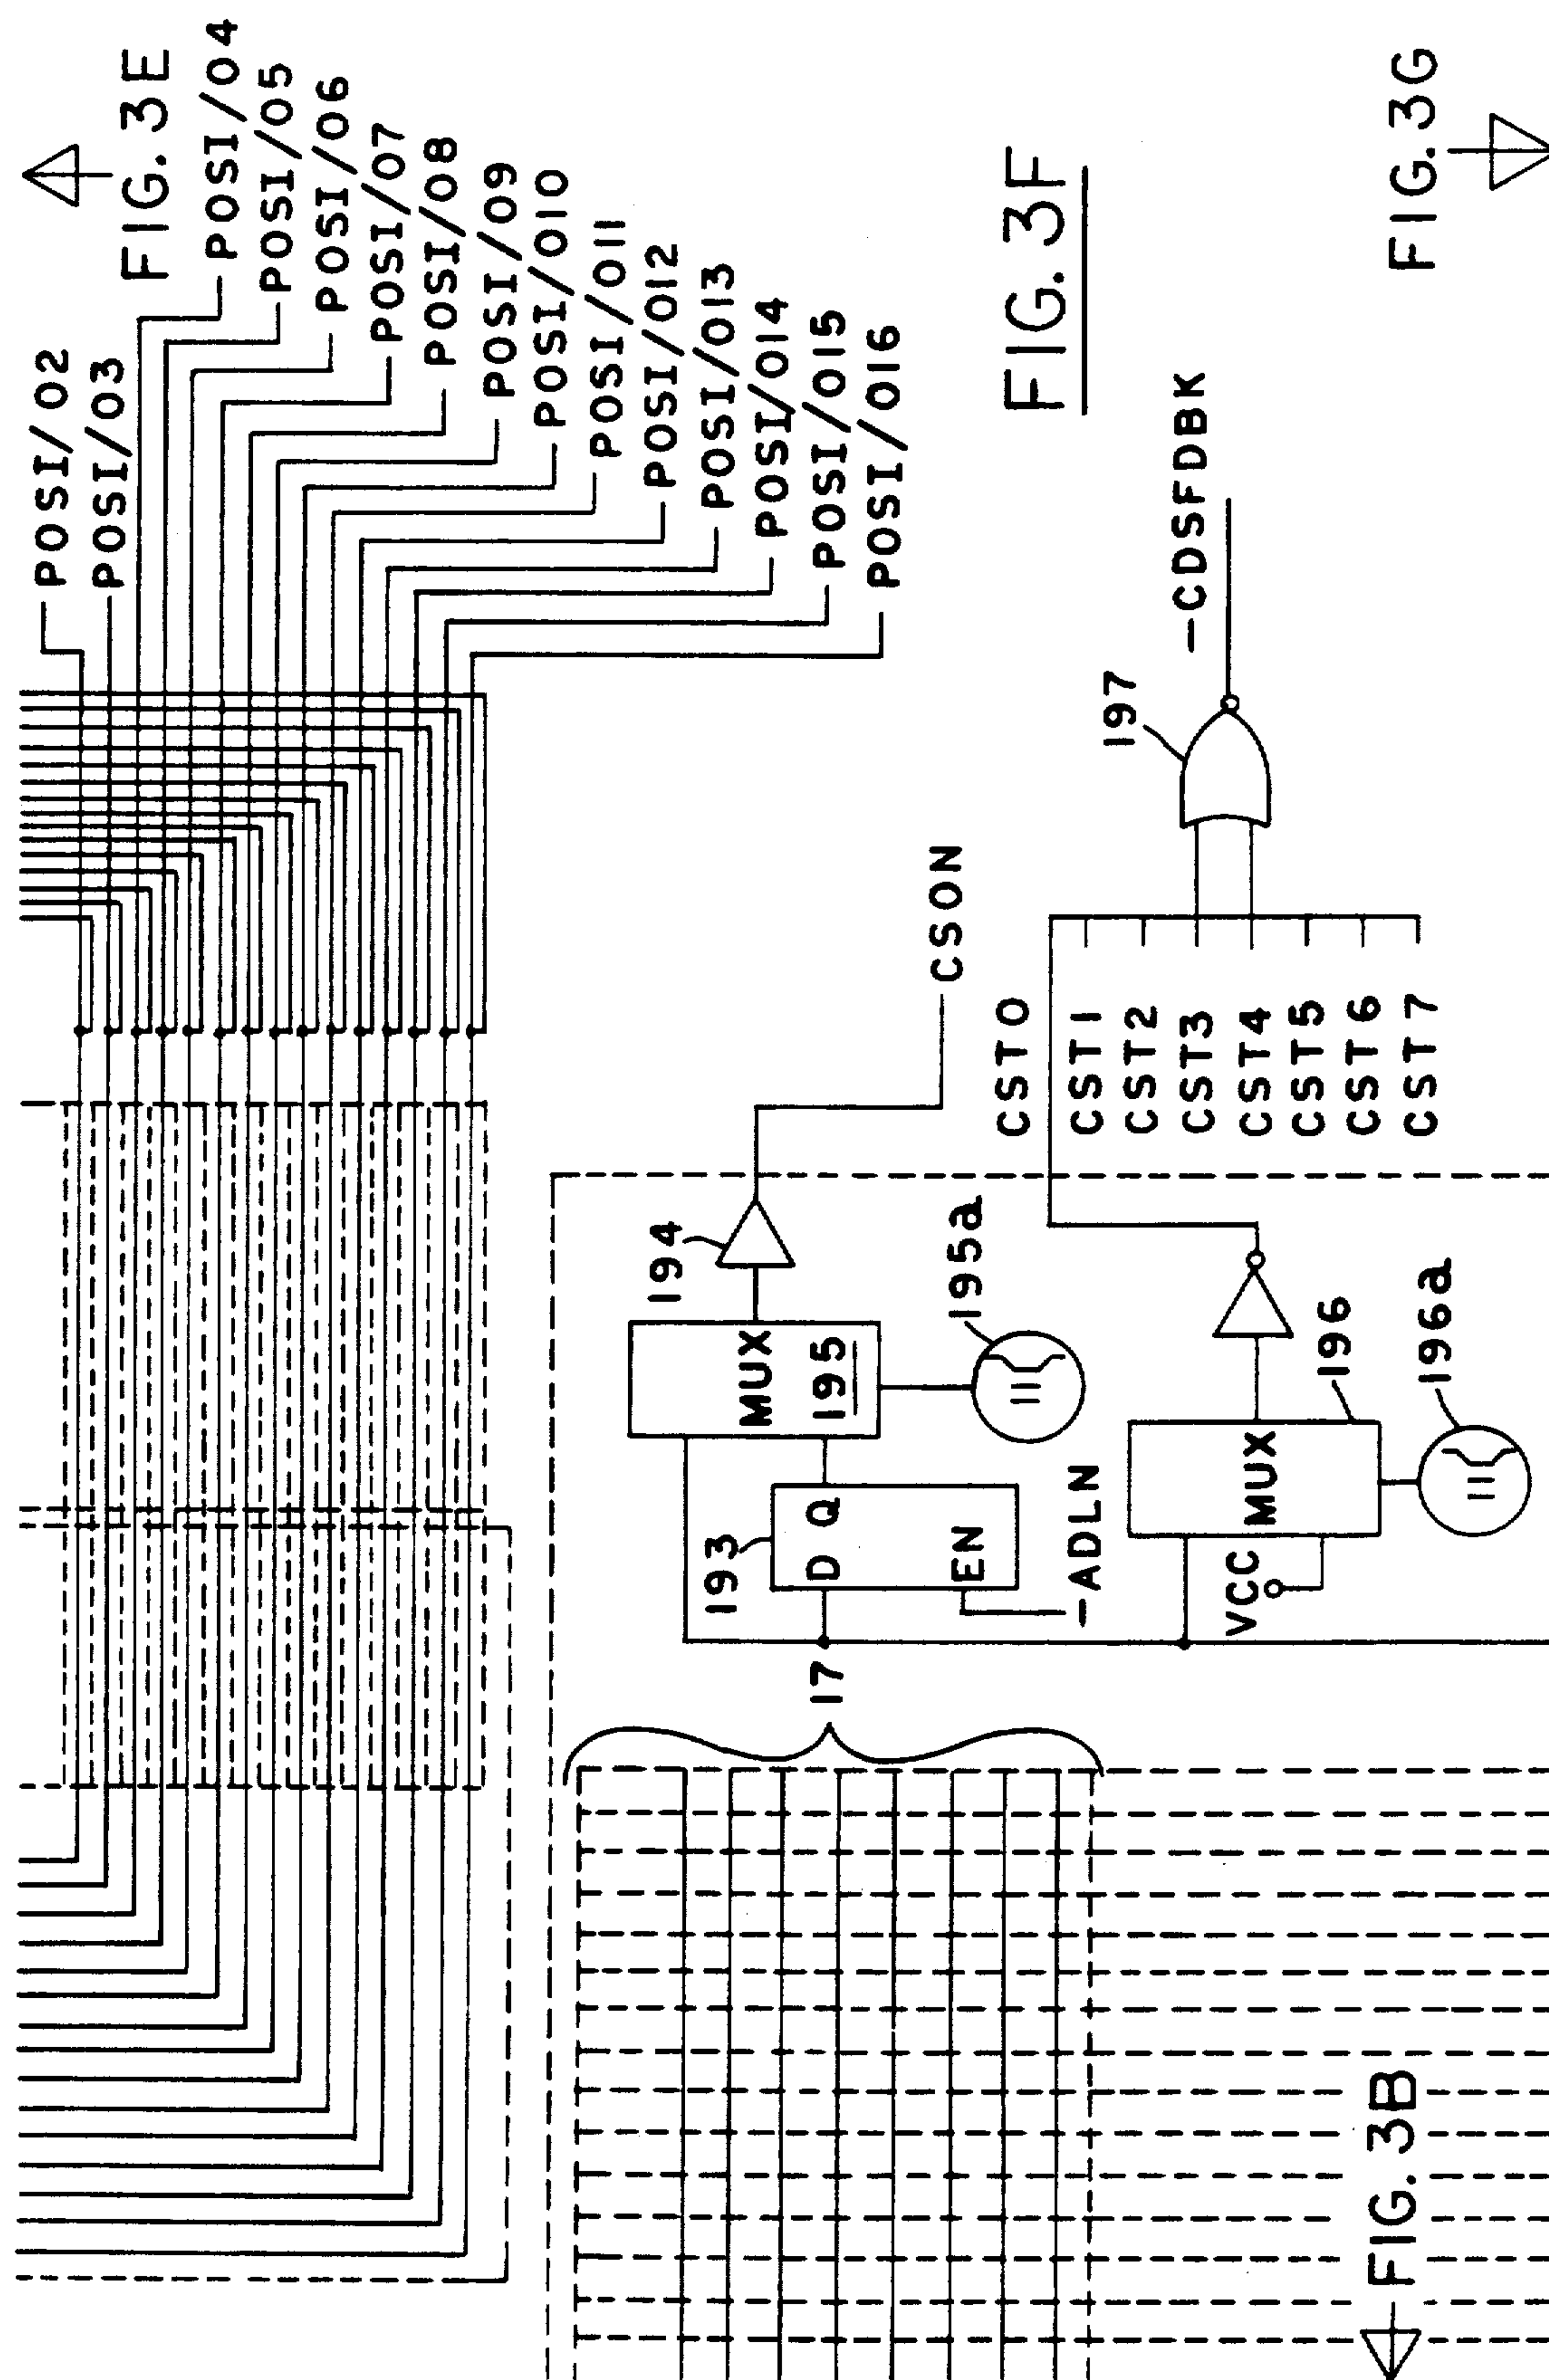 POSI/02
POSI/03
FIG. 3E
POSI/04
POSI/05
POSI/06
POSI/07
POSI/08
POSI/09
POSI/010
POSI/011
POSI/012
POSI/013
POSI/014
POSI/015
POSI/016
194
193
MUX
195
17
D Q
EN
CSON
195a
-ADLN
CST0
FIG. 3F
CST1
CST2
CST3
CST4
CST5
CST6
CST7
197
-CDSFDBK
VCC
MUX
196
196a
FIG. 3B
FIG. 3G